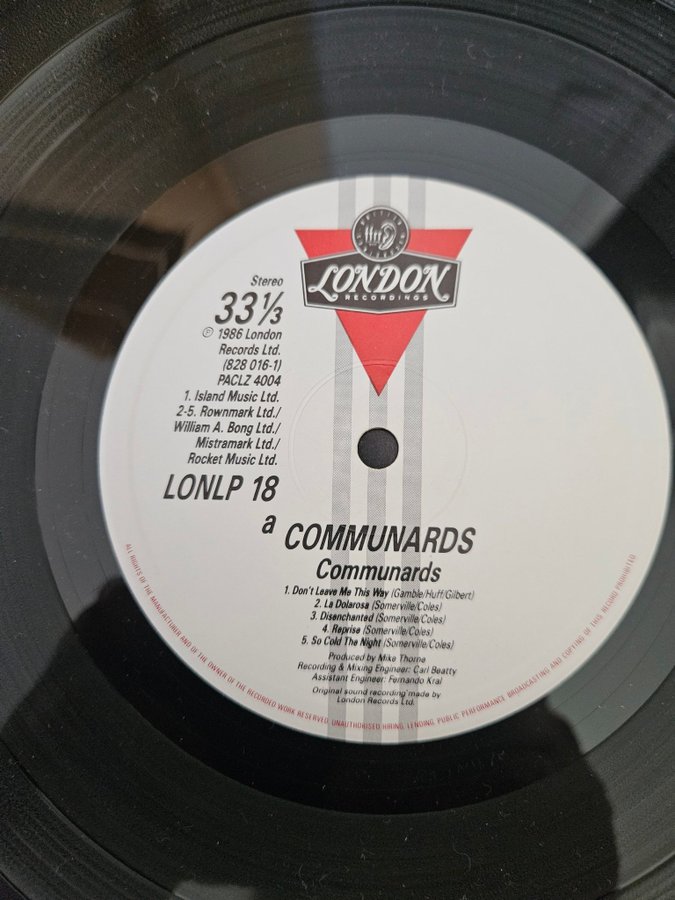 LONDON
RECORDINGS
Stereo
33⅓
Ⓟ 1986 London
Records Ltd.
(828 016-1)
PACLZ 4004
1. Island Music Ltd.
2-5. Rownmark Ltd./
William A. Bong Ltd./
Mistramark Ltd./
Rocket Music Ltd.
LONLP 18
a
COMMUNARDS
Communards
1. Don't Leave Me This Way (Gamble/Huff/Gilbert)
2. La Dolarosa (Somerville/Coles)
3. Disenchanted (Somerville/Coles)
4. Reprise (Somerville/Coles)
5. So Cold The Night (Somerville/Coles)
Produced by Mike Thorne
Recording & Mixing Engineer: Carl Beatty
Assistant Engineer: Fernando Kral
Original sound recording made by
London Records Ltd.
ALL RIGHTS OF THE MANUFACTURER AND OF THE OWNER OF THE RECORDED WORK RESERVED. UNAUTHORISED HIRING, LENDING, PUBLIC PERFORMANCE, BROADCASTING AND COPYING OF THIS RECORD PROHIBITED